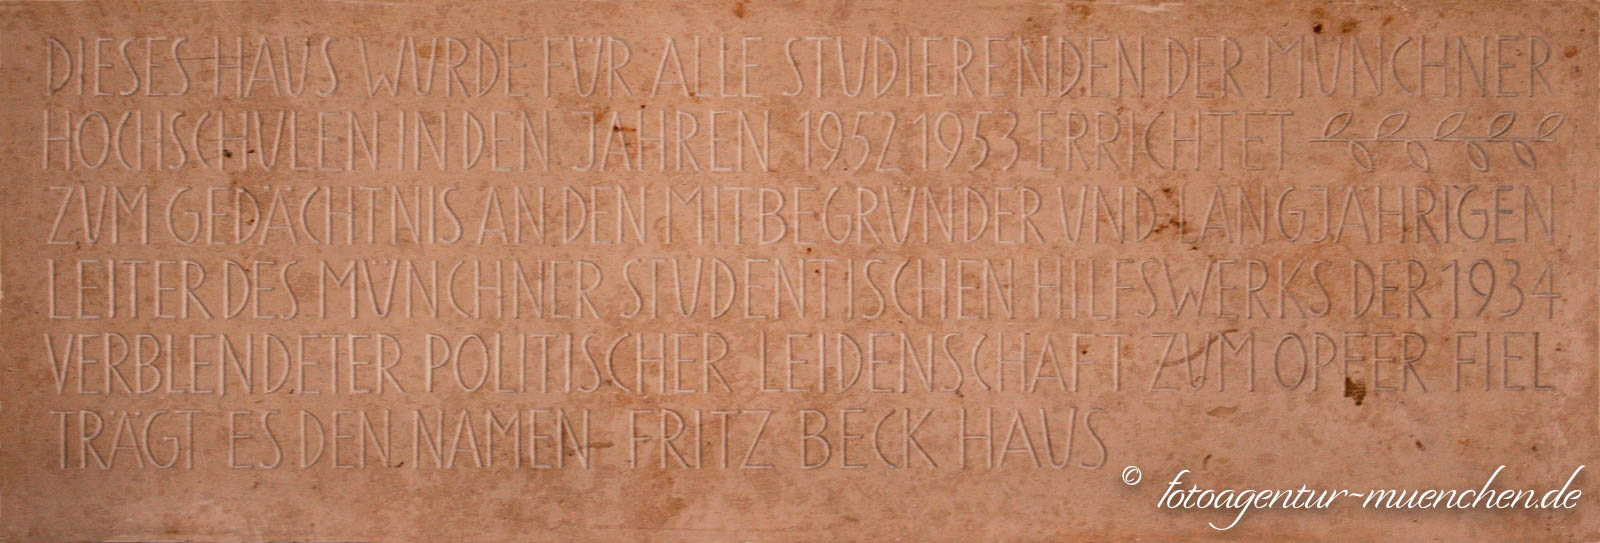 DIESES HAUS WURDE FÜR ALLE STUDIERENDEN DER MÜNCHNER
HOCHSCHULEN IN DEN JAHREN 1952 1953 ERRICHTET
ZUM GEDÄCHTNIS AN DEN MITBEGRÜNDER UND LANGJÄHRIGEN
LEITER DES MÜNCHNER STUDENTISCHEN HILFSWERKS DER 1934
VERBLENDETER POLITISCHER LEIDENSCHAFT ZUM OPFER FIEL
TRÄGT ES DEN NAMEN FRITZ BECK HAUS
© fotoagentur-muenchen.de